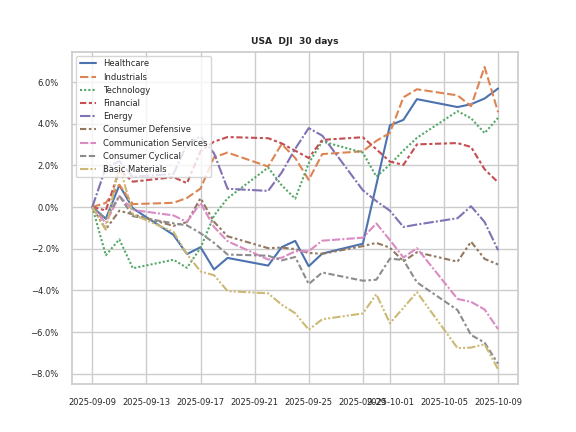 USA DJI 30 days
Healthcare
Industrials
Technology
Financial
Energy
Consumer Defensive
Communication Services
Consumer Cyclical
Basic Materials
6.0%
4.0%
2.0%
0.0%
−2.0%
−4.0%
−6.0%
−8.0%
2025-09-09 2025-09-13 2025-09-17 2025-09-21 2025-09-25 2025-09-29 2025-10-01 2025-10-05 2025-10-09